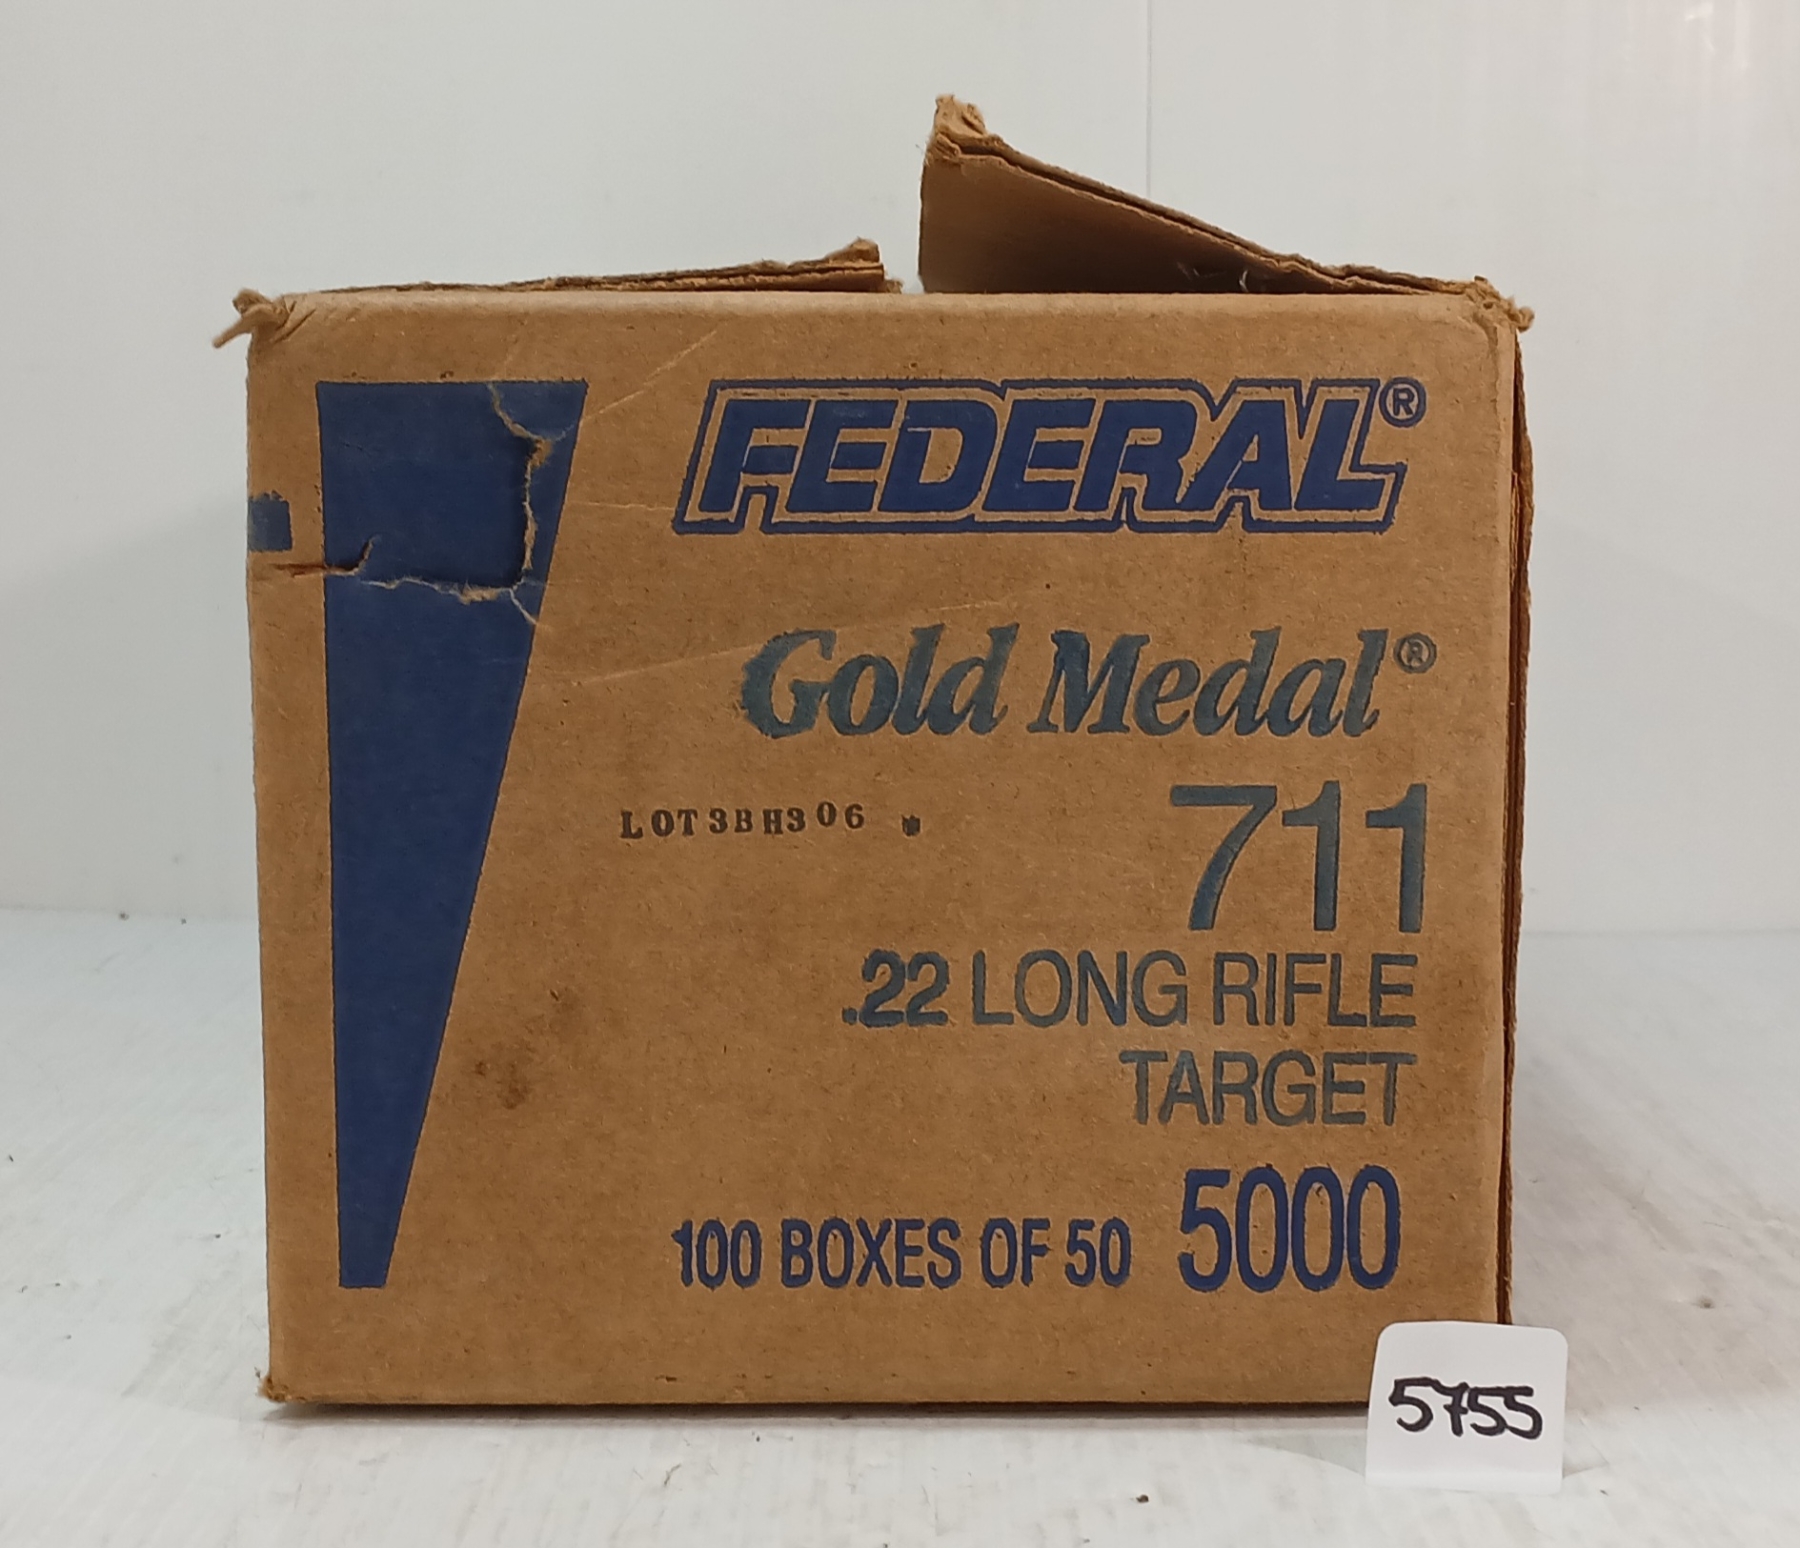 FEDERAL®
Gold Medal®
LOT 3BH306
711
.22 LONG RIFLE
TARGET
100 BOXES OF 50 5000
5755